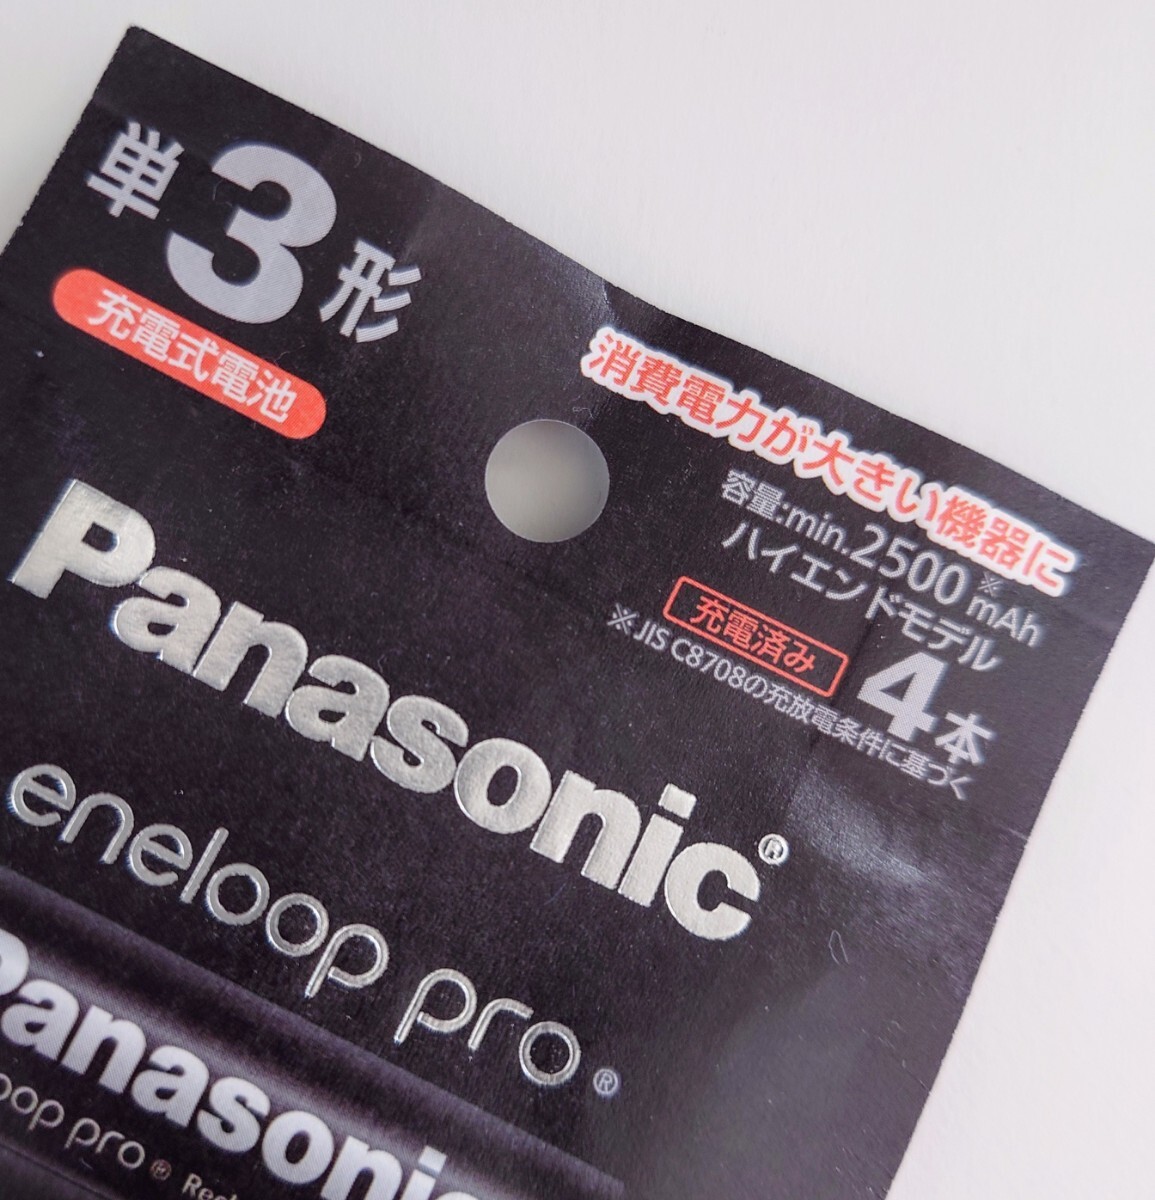 単3形
充電式電池
消費電力が大きい機器に
容量:min.2500※mAh
ハイエンドモデル
充電済み 4本
※JIS C8708の充放電条件に基づく
Panasonic®
eneloop pro®
Panasonic
oop pro®